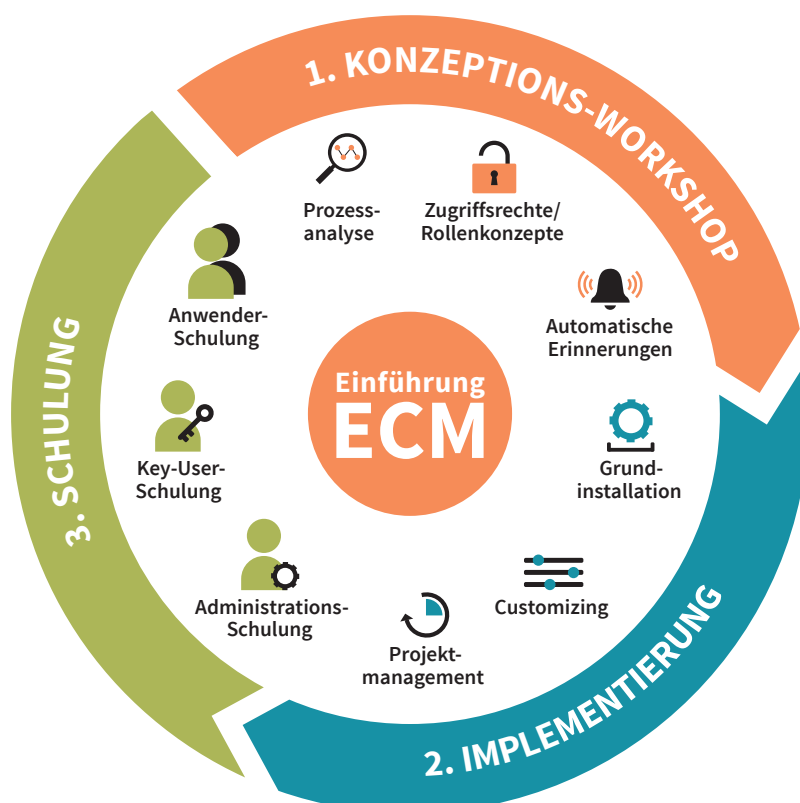 1. KONZEPTIONS-WORKSHOP
Prozess-
analyse
Zugriffsrechte/
Rollenkonzepte
Automatische
Erinnerungen
Grund-
installation
Customizing
2. IMPLEMENTIERUNG
Projekt-
management
Administrations-
Schulung
Key-User-
Schulung
Anwender-
Schulung
3. SCHULUNG
Einführung
ECM